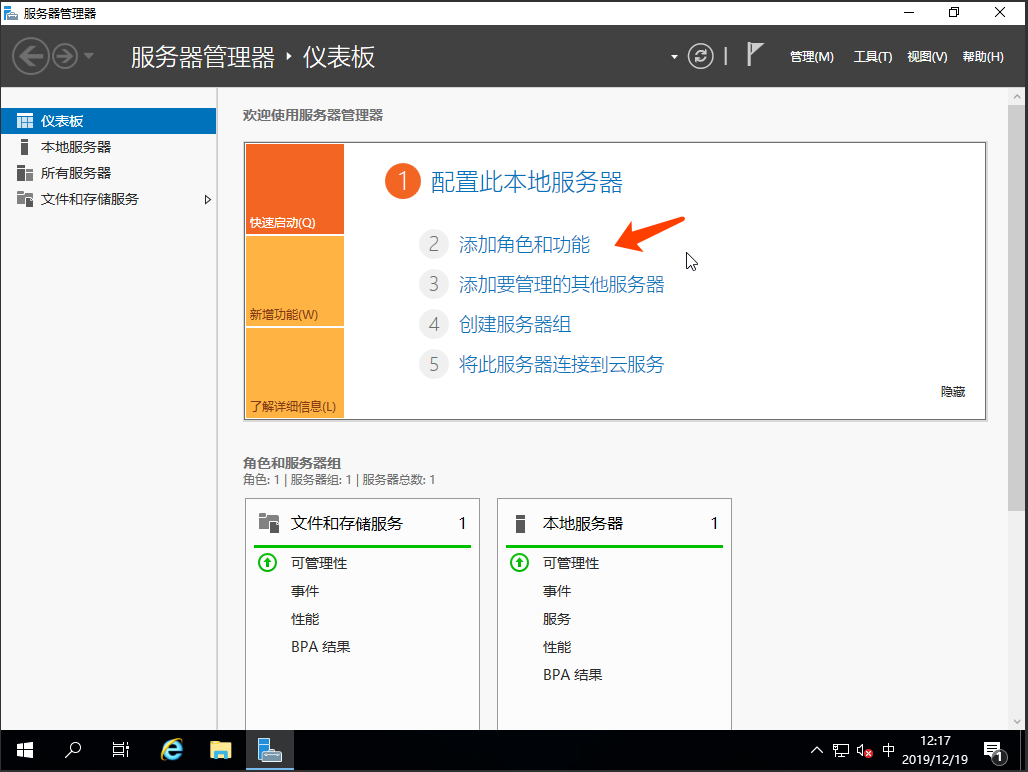 服务器管理器
服务器管理器 ‣ 仪表板
管理(M) 工具(T) 视图(V) 帮助(H)
仪表板
本地服务器
所有服务器
文件和存储服务
欢迎使用服务器管理器
快速启动(Q)
新增功能(W)
了解详细信息(L)
1 配置此本地服务器
2 添加角色和功能
3 添加要管理的其他服务器
4 创建服务器组
5 将此服务器连接到云服务
隐藏
角色和服务器组
角色: 1 | 服务器组: 1 | 服务器总数: 1
文件和存储服务 1
可管理性
事件
性能
BPA 结果
本地服务器 1
可管理性
事件
服务
性能
BPA 结果
中
12:17
2019/12/19
1